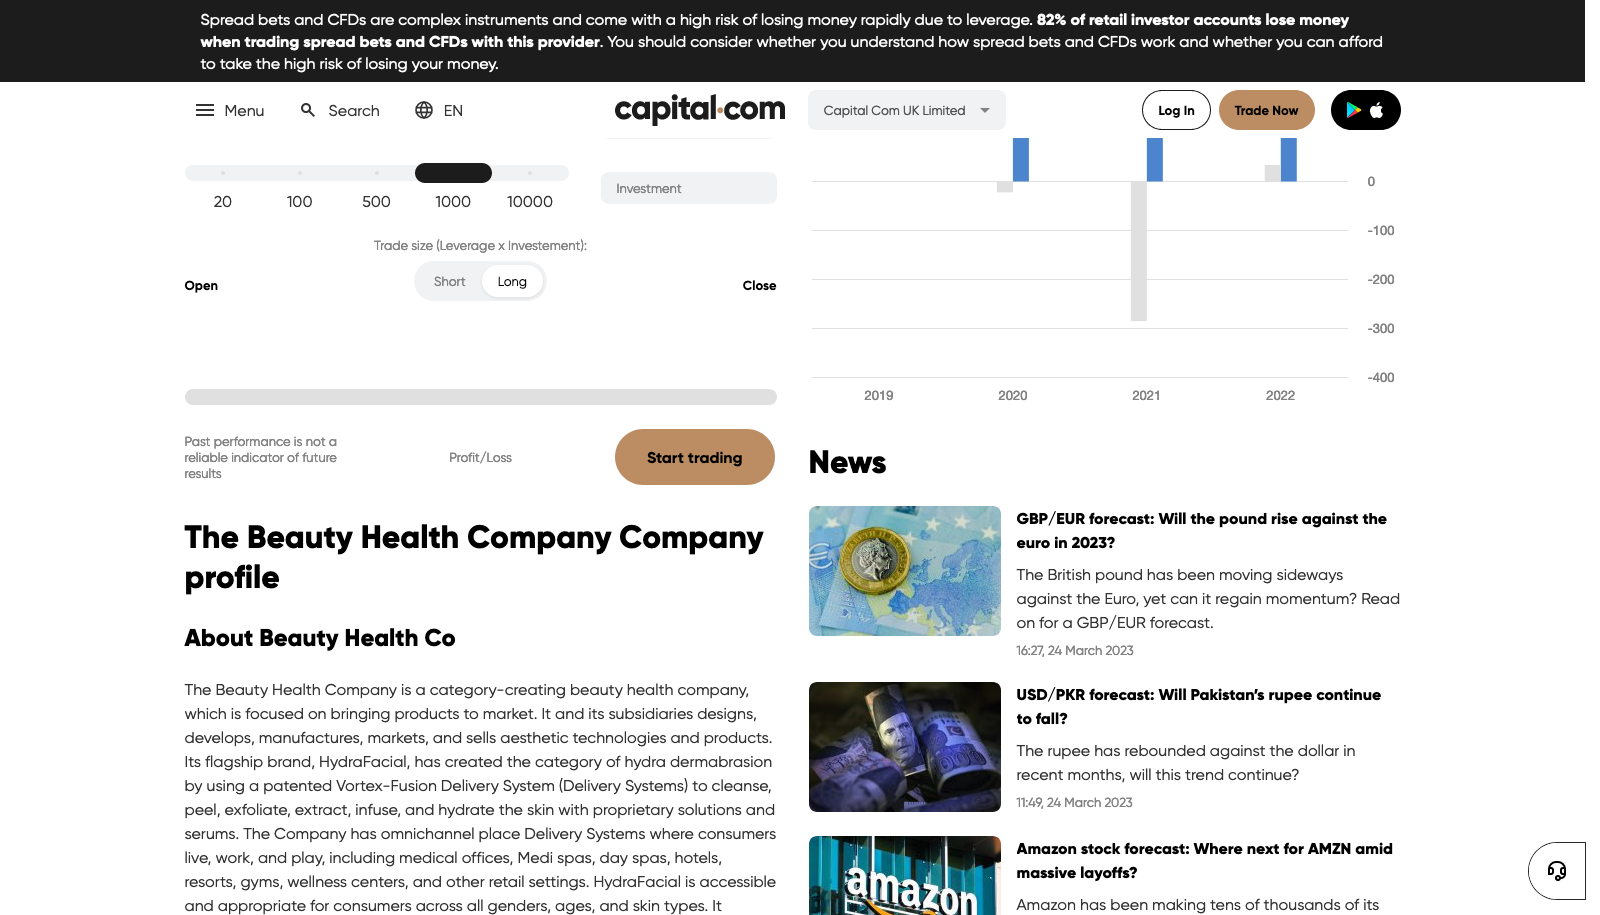 Spread bets and CFDs are complex instruments and come with a high risk of losing money rapidly due to leverage. 82% of retail investor accounts lose money
when trading spread bets and CFDs with this provider. You should consider whether you understand how spread bets and CFDs work and whether you can afford
to take the high risk of losing your money.
Menu
Search
EN
capital.com
Capital Com UK Limited
Log In
Trade Now
20
100
500
1000
10000
Investment
Trade size (Leverage x Investement):
Open
Short
Long
Close
Past performance is not a
reliable indicator of future
results
Profit/Loss
Start trading
The Beauty Health Company Company
profile
About Beauty Health Co
The Beauty Health Company is a category-creating beauty health company,
which is focused on bringing products to market. It and its subsidiaries designs,
develops, manufactures, markets, and sells aesthetic technologies and products.
Its flagship brand, HydraFacial, has created the category of hydra dermabrasion
by using a patented Vortex-Fusion Delivery System (Delivery Systems) to cleanse,
peel, exfoliate, extract, infuse, and hydrate the skin with proprietary solutions and
serums. The Company has omnichannel place Delivery Systems where consumers
live, work, and play, including medical offices, Medi spas, day spas, hotels,
resorts, gyms, wellness centers, and other retail settings. HydraFacial is accessible
and appropriate for consumers across all genders, ages, and skin types. It
0
-100
-200
-300
-400
2019
2020
2021
2022
News
GBP/EUR forecast: Will the pound rise against the
euro in 2023?
The British pound has been moving sideways
against the Euro, yet can it regain momentum? Read
on for a GBP/EUR forecast.
16:27, 24 March 2023
USD/PKR forecast: Will Pakistan's rupee continue
to fall?
The rupee has rebounded against the dollar in
recent months, will this trend continue?
11:49, 24 March 2023
amazon
Amazon stock forecast: Where next for AMZN amid
massive layoffs?
Amazon has been making tens of thousands of its